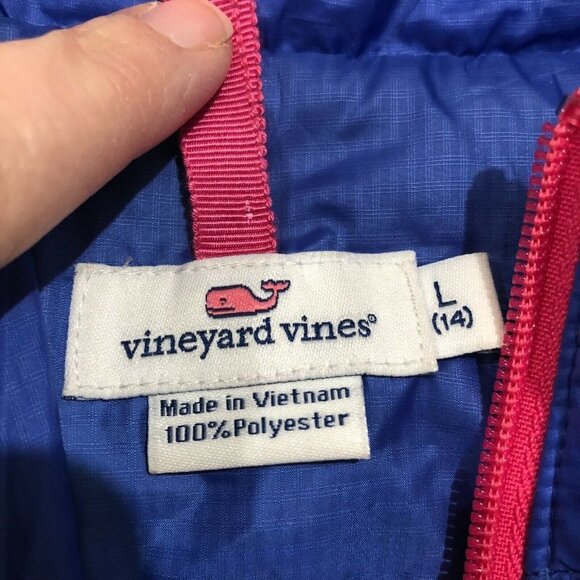 vineyard vines®
L
(14)
Made in Vietnam
100%Polyester